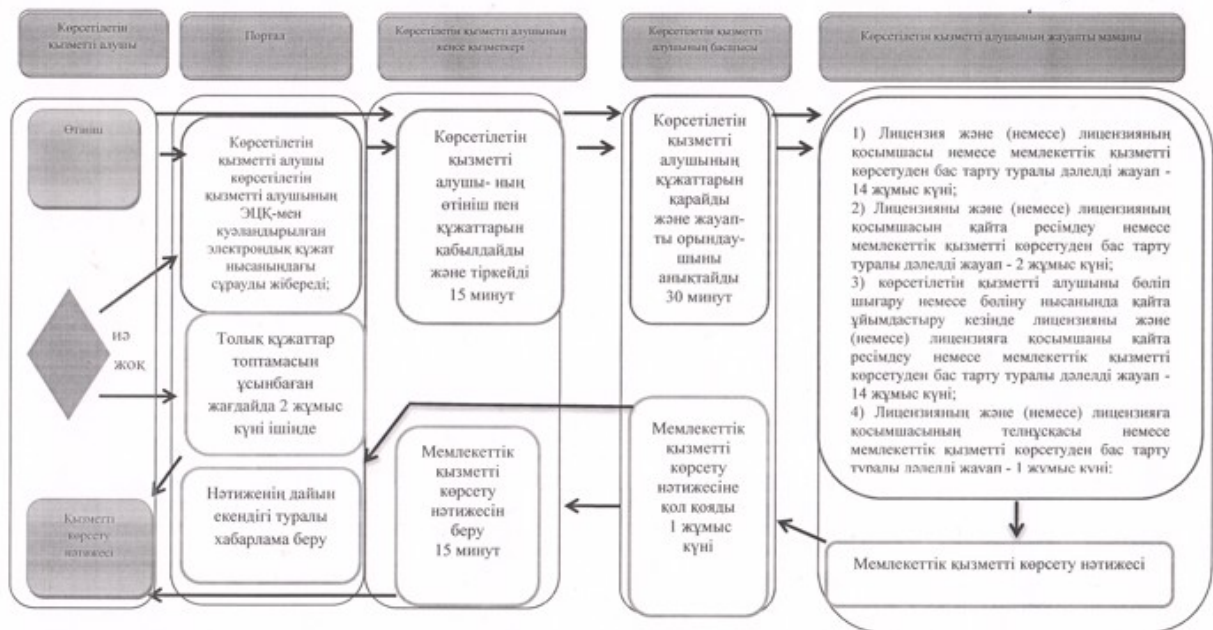 Көрсетілетін
қызметті алушы
Портал
Көрсетілетін қызметті алушының
кеңсе қызметкері
Көрсетілетін қызметті
алушының басшысы
Көрсетілетін қызметті алушының жауапты маманы
Өтініш
Көрсетілетін
қызметті алушы
көрсетілетін
қызметті алушының
ЭЦҚ-мен
куәландырылған
электрондық құжат
нысанындағы
сұрауды жібереді;
Көрсетілетін
қызметті
алушы- ның
өтініш пен
құжаттарын
қабылдайды
және тіркейді
15 минут
Көрсетілетін
қызметті
алушының
құжаттарын
қарайды
және жауап-
ты орындау-
шыны
анықтайды
30 минут
1) Лицензия және (немесе) лицензияның
қосымшасы немесе мемлекеттік қызметті
көрсетуден бас тарту туралы дәлелді жауап -
14 жұмыс күні;
2) Лицензияны және (немесе) лицензияның
қосымшасын қайта ресімдеу немесе
мемлекеттік қызметті көрсетуден бас тарту
туралы дәлелді жауап - 2 жұмыс күні;
3) көрсетілетін қызметті алушыны бөліп
шығару немесе бөліну нысанында қайта
ұйымдастыру кезінде лицензияны және
(немесе) лицензияға қосымшаны қайта
ресімдеу немесе мемлекеттік қызметті
көрсетуден бас тарту туралы дәлелді жауап -
14 жұмыс күні;
4) Лицензияның және (немесе) лицензияға
қосымшасының телнұсқасы немесе
мемлекеттік қызметті көрсетуден бас тарту
туралы дәлелді жауап - 1 жұмыс күні;
иә
жоқ
Толық құжаттар
топтамасын
ұсынбаған
жағдайда 2 жұмыс
күні ішінде
Нәтиженің дайын
екендігі туралы
хабарлама беру
Мемлекеттік
қызметті
көрсету
нәтижесін
беру
15 минут
Мемлекеттік
қызметті
көрсету
нәтижесіне
қол қояды
1 жұмыс
күні
Қызметті
көрсету
нәтижесі
Мемлекеттік қызметті көрсету нәтижесі